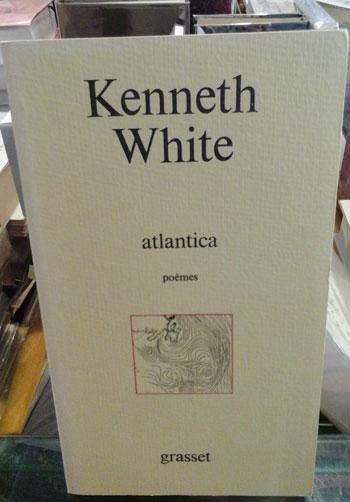 Kenneth
White
atlantica
poèmes
grasset